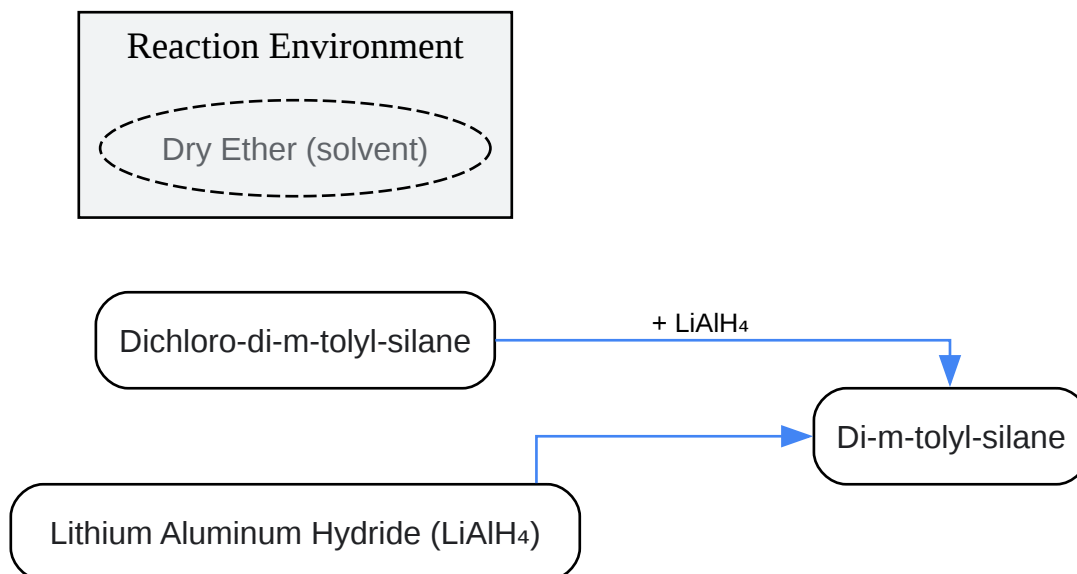 Reaction Environment
Dry Ether (solvent)
+ LiAlH₄
Dichloro-di-m-tolyl-silane
Di-m-tolyl-silane
Lithium Aluminum Hydride (LiAlH₄)